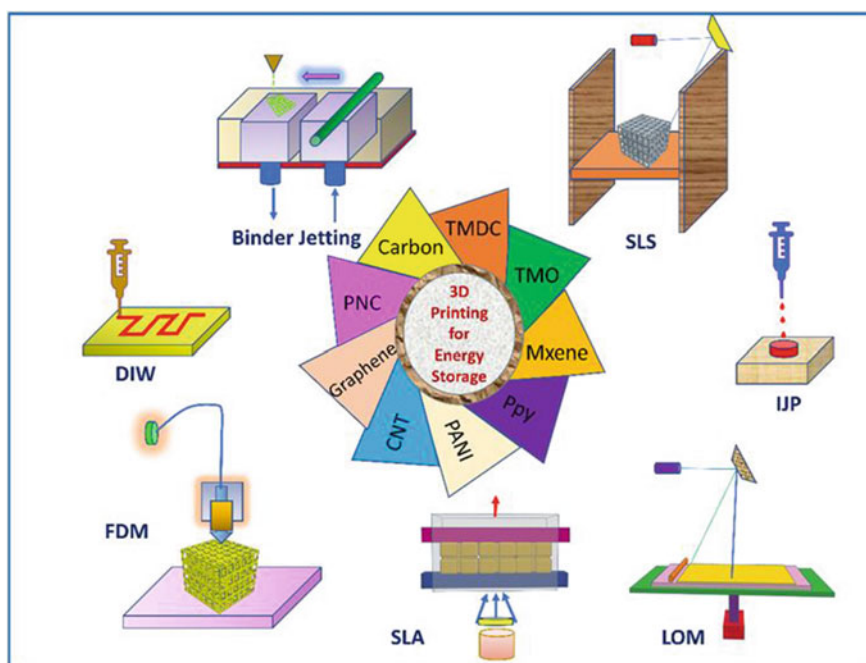 Binder Jetting
SLS
DIW
IJP
FDM
SLA
LOM
Carbon
TMDC
TMO
Mxene
Ppy
PANI
CNT
Graphene
PNC
3D
Printing
for
Energy
Storage